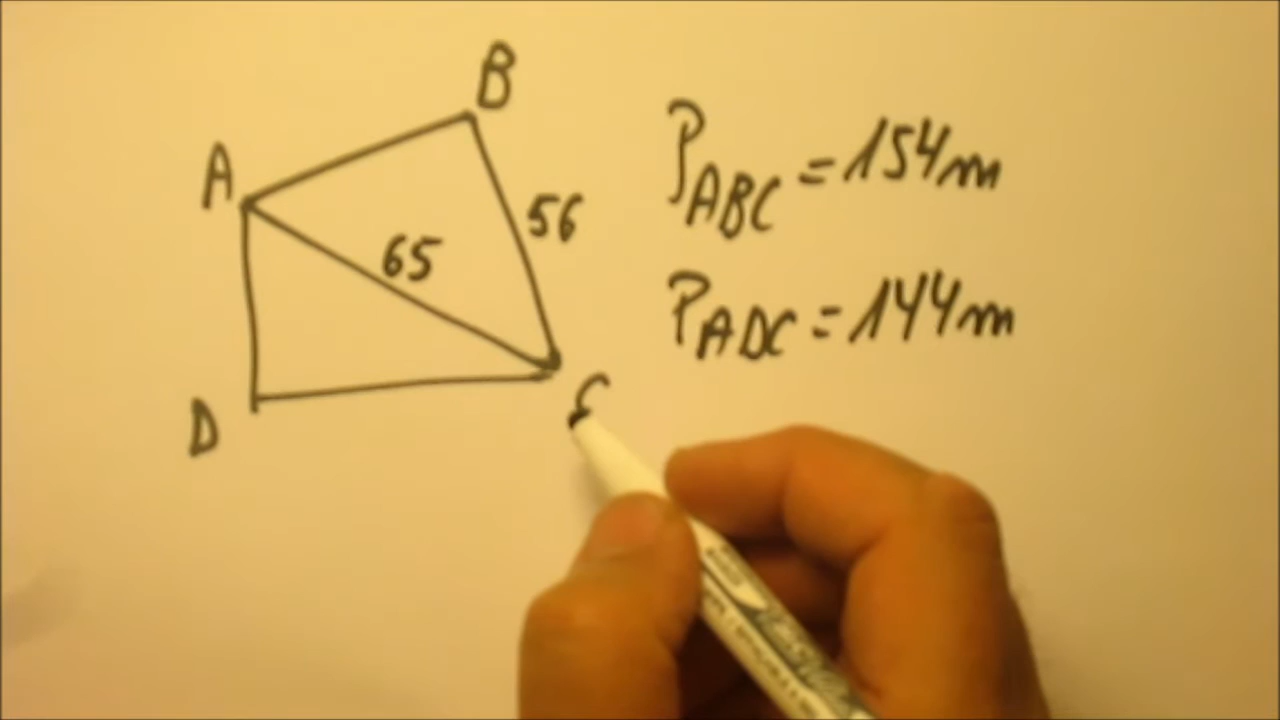 B
A
56
65
P_ABC = 154m
P_ADC = 144m
C
D